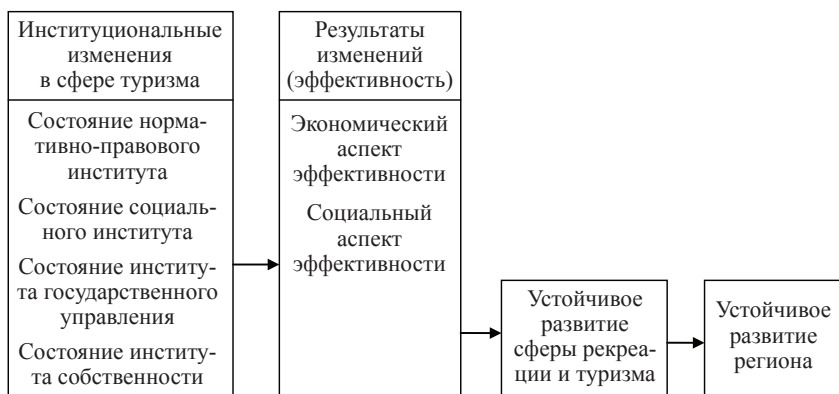 Институциональные
изменения
в сфере туризма
Состояние норма-
тивно-правового
института
Состояние социаль-
ного института
Состояние институ-
та государственного
управления
Состояние институ-
та собственности
Результаты
изменений
(эффективность)
Экономический
аспект
эффективности
Социальный
аспект
эффективности
Устойчивое
развитие
сферы рекреа-
ции и туризма
Устойчивое
развитие
региона